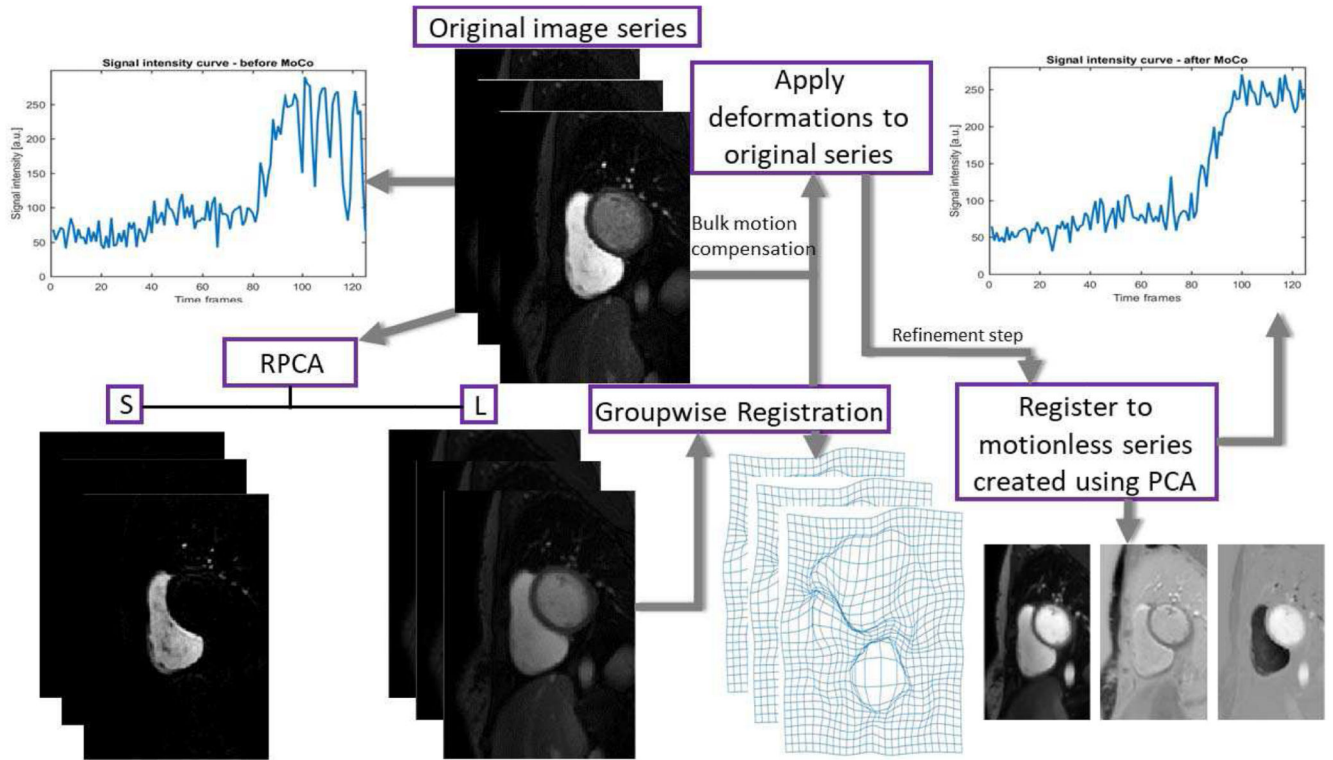 Original image series
Signal intensity curve - before MoCo
Signal intensity [a.u.]
250
200
150
100
50
0
0 20 40 60 80 100 120
Time frames
Apply
deformations to
original series
Signal intensity curve - after MoCo
Signal intensity [a.u.]
250
200
150
100
50
0
0 20 40 60 80 100 120
Time frames
Bulk motion
compensation
Refinement step
RPCA
S
L
Groupwise Registration
Register to
motionless series
created using PCA